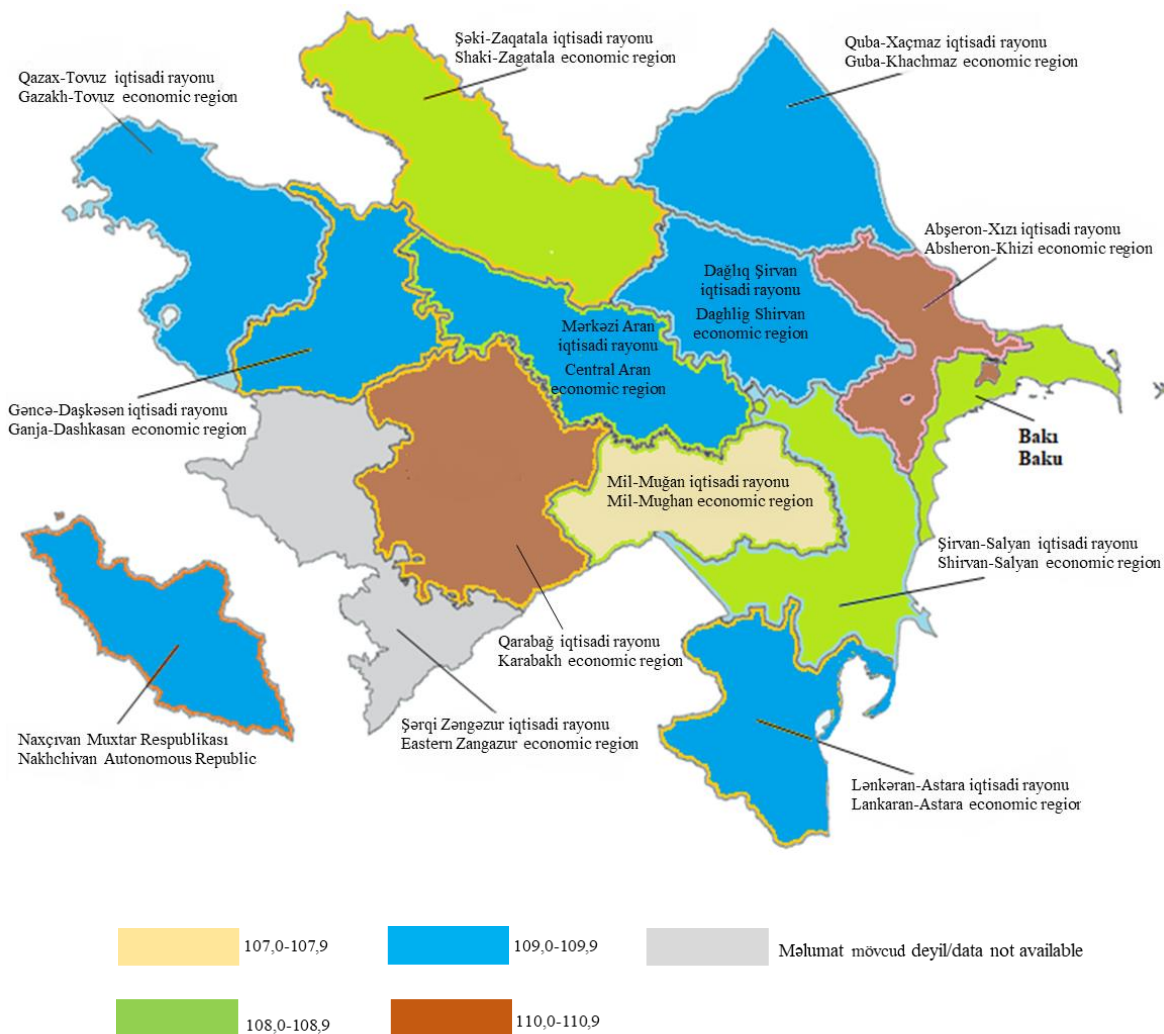 Şəki-Zaqatala iqtisadi rayonu
Shaki-Zagatala economic region
Quba-Xaçmaz iqtisadi rayonu
Guba-Khachmaz economic region
Qazax-Tovuz iqtisadi rayonu
Gazakh-Tovuz economic region
Abşeron-Xızı iqtisadi rayonu
Absheron-Khizi economic region
Dağlıq Şirvan
iqtisadi rayonu
Daghlig Shirvan
economic region
Mərkəzi Aran
iqtisadi rayonu
Central Aran
economic region
Gəncə-Daşkəsən iqtisadi rayonu
Ganja-Dashkasan economic region
Bakı
Baku
Mil-Muğan iqtisadi rayonu
Mil-Mughan economic region
Şirvan-Salyan iqtisadi rayonu
Shirvan-Salyan economic region
Qarabağ iqtisadi rayonu
Karabakh economic region
Şərqi Zəngəzur iqtisadi rayonu
Eastern Zangazur economic region
Naxçıvan Muxtar Respublikası
Nakhchivan Autonomous Republic
Lənkəran-Astara iqtisadi rayonu
Lankaran-Astara economic region
107,0-107,9
109,0-109,9
Məlumat mövcud deyil/data not available
108,0-108,9
110,0-110,9